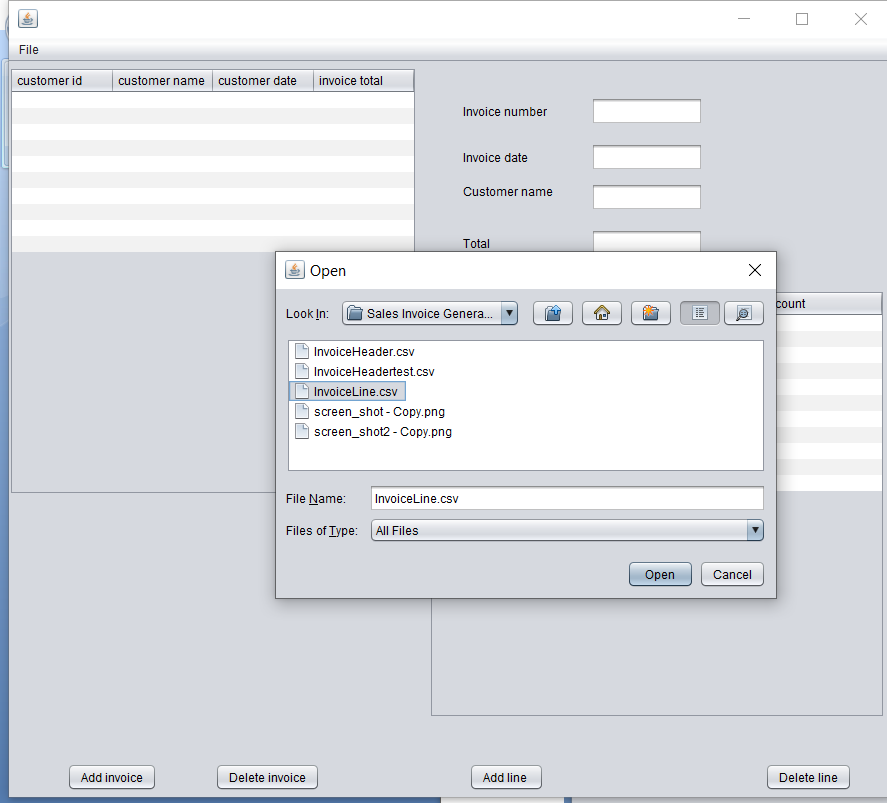 File
customer id customer name customer date invoice total
Invoice number
Invoice date
Customer name
Total
count
Open
Look In: Sales Invoice Genera...
InvoiceHeader.csv
InvoiceHeadertest.csv
InvoiceLine.csv
screen_shot - Copy.png
screen_shot2 - Copy.png
File Name: InvoiceLine.csv
Files of Type: All Files
Open Cancel
Add invoice Delete invoice Add line Delete line